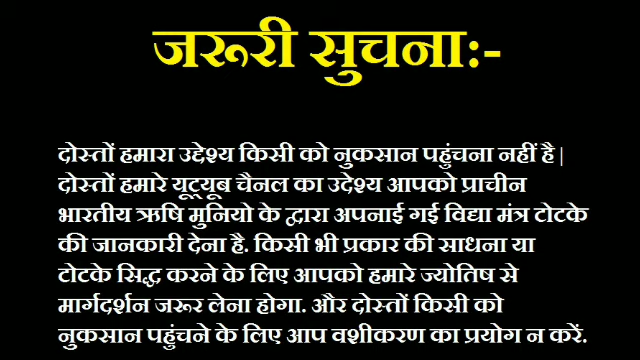 जरूरी सुचना:-
दोस्तों हमारा उद्देश्य किसी को नुकसान पहुंचना नहीं है |
दोस्तों हमारे यूट्यूब चैनल का उदेश्य आपको प्राचीन
भारतीय ऋषि मुनियो के द्वारा अपनाई गई विद्या मंत्र टोटके
की जानकारी देना है. किसी भी प्रकार की साधना या
टोटके सिद्ध करने के लिए आपको हमारे ज्योतिष से
मार्गदर्शन जरूर लेना होगा. और दोस्तों किसी को
नुकसान पहुंचने के लिए आप वशीकरण का प्रयोग न करें.